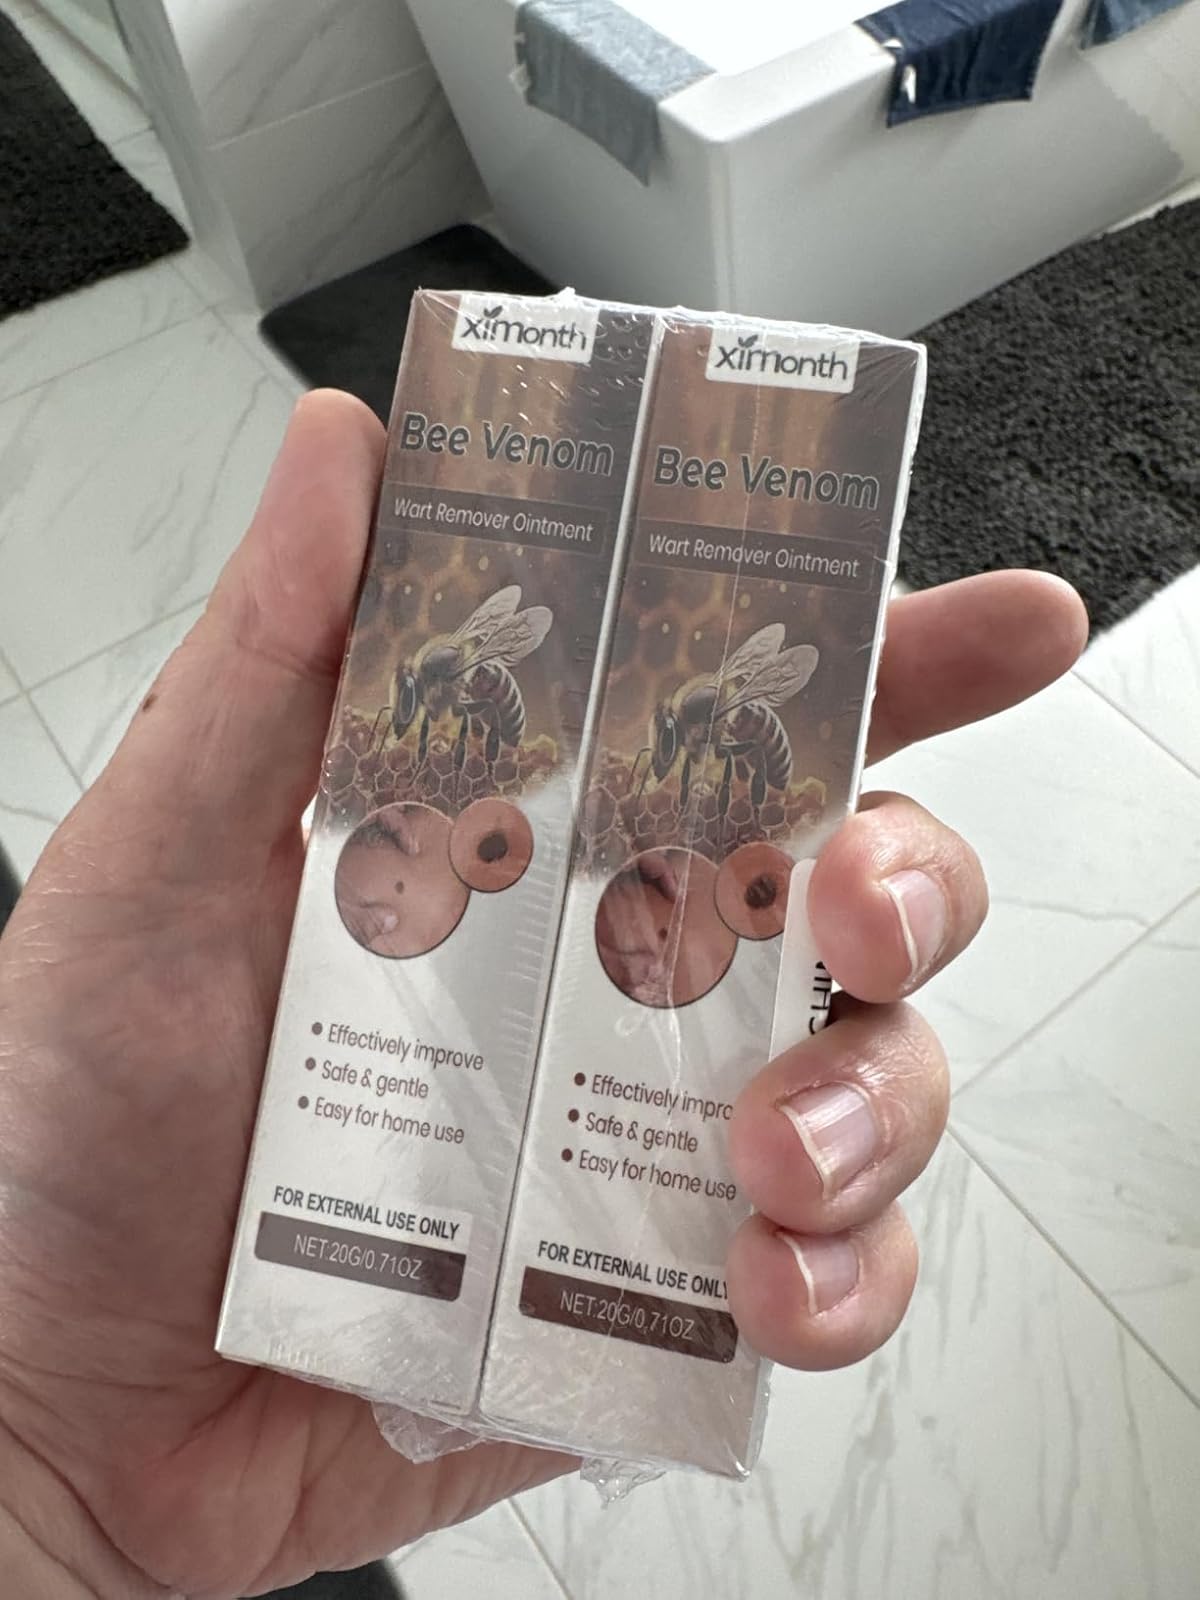 ximonth
Bee Venom
Wart Remover Ointment
Effectively improve
Safe & gentle
Easy for home use
FOR EXTERNAL USE ONLY
NET:20G/0.71OZ
ximonth
Bee Venom
Wart Remover Ointment
Effectively impro
Safe & gentle
Easy for home use
FOR EXTERNAL USE ONLY
NET:20G/0.71OZ